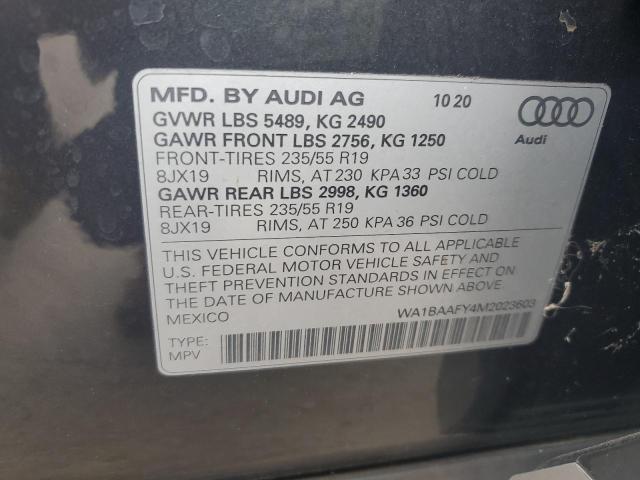 MFD. BY AUDI AG 10 20
GVWR LBS 5489, KG 2490
GAWR FRONT LBS 2756, KG 1250
FRONT-TIRES 235/55 R19
8JX19 RIMS, AT 230 KPA 33 PSI COLD
GAWR REAR LBS 2998, KG 1360
REAR-TIRES 235/55 R19
8JX19 RIMS, AT 250 KPA 36 PSI COLD
Audi
THIS VEHICLE CONFORMS TO ALL APPLICABLE
U.S. FEDERAL MOTOR VEHICLE SAFETY AND
THEFT PREVENTION STANDARDS IN EFFECT ON
THE DATE OF MANUFACTURE SHOWN ABOVE.
MEXICO WA1BAAFY4M2023603
TYPE:
MPV